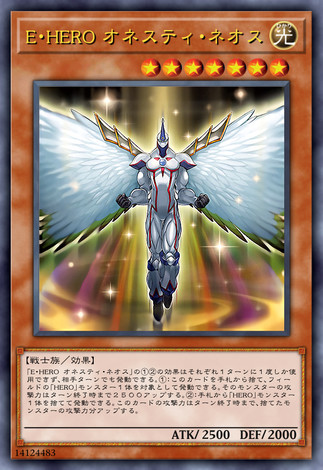 E・HERO オネスティ・ネオス
光
【戦士族／効果】
「E・HERO オネスティ・ネオス」の①②の効果はそれぞれ1ターンに1度しか使
用できず、相手ターンでも発動できる。①：このカードを手札から捨て、フィー
ルドの「HERO」モンスター1体を対象として発動できる。そのモンスターの攻
撃力はターン終了時まで2500アップする。②：手札から「HERO」モンスタ
ー1体を捨てて発動できる。このカードの攻撃力はターン終了時まで、捨てたモ
ンスターの攻撃力分アップする。
ATK/ 2500 DEF/2000
14124483